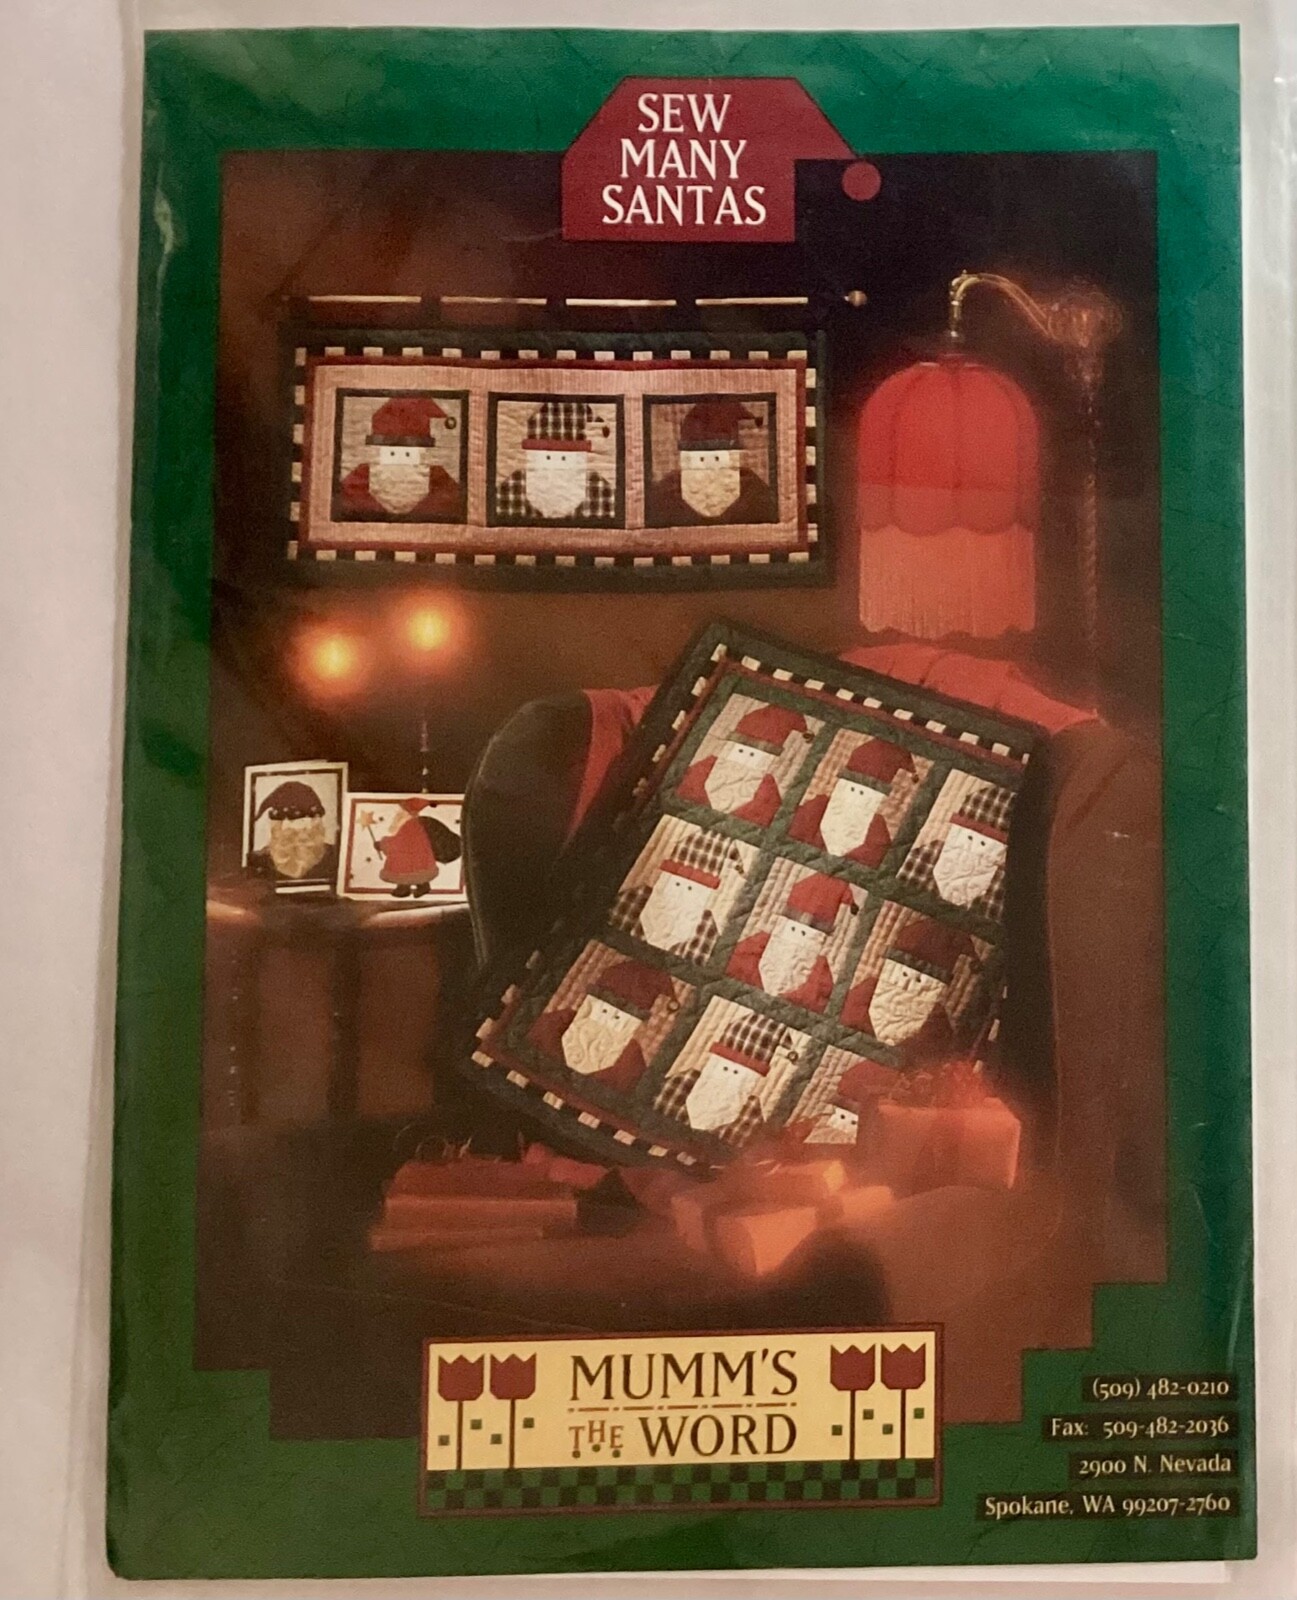 SEW
MANY
SANTAS
MUMM'S
THE WORD
(509) 482-0210
Fax: 509-482-2036
2900 N. Nevada
Spokane, WA 99207-2760